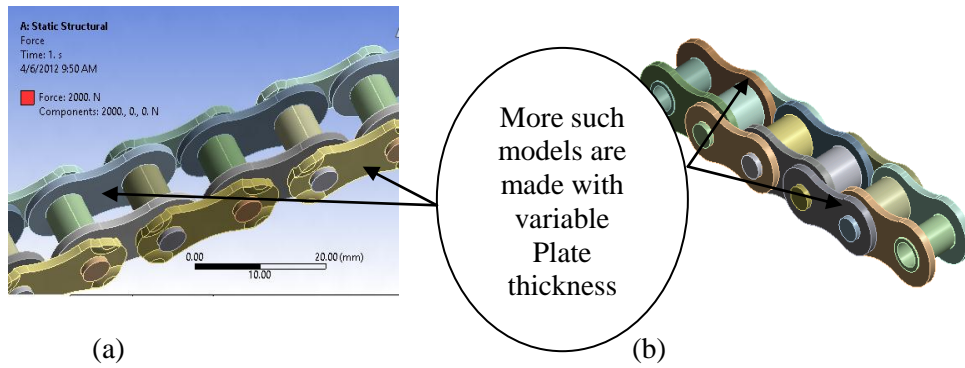 A: Static Structural
Force
Time: 1. s
4/6/2012 9:50 AM
Force: 2000. N
Components: 2000., 0., 0. N
0.00
20.00 (mm)
10.00
More such
models are
made with
variable
Plate
thickness
(a)
(b)